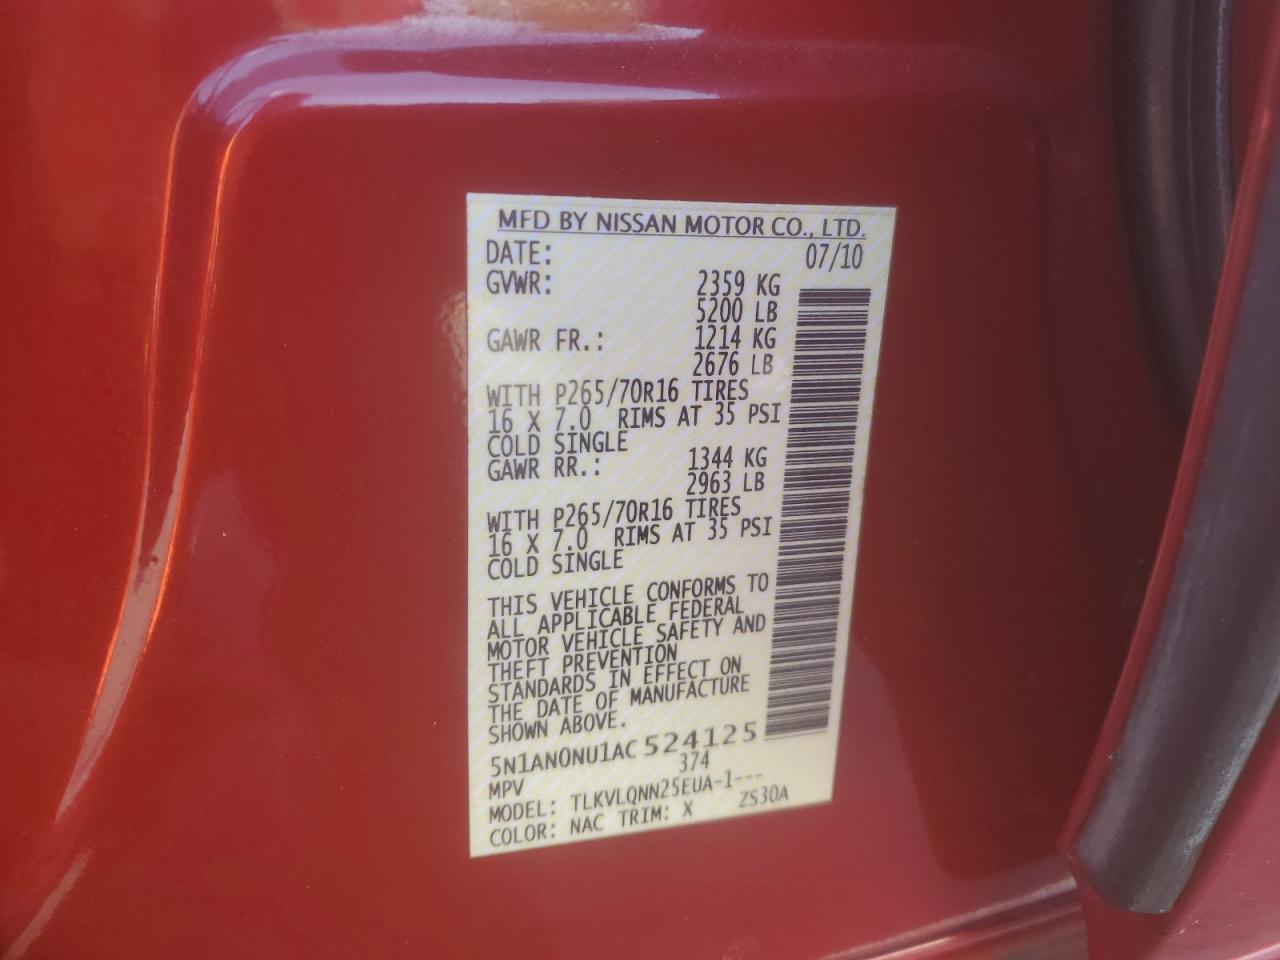 MFD BY NISSAN MOTOR CO., LTD.
DATE: 07/10
GVWR: 2359 KG
5200 LB
GAWR FR.: 1214 KG
2676 LB
WITH P265/70R16 TIRES
16 X 7.0 RIMS AT 35 PSI
COLD SINGLE
GAWR RR.: 1344 KG
2963 LB
WITH P265/70R16 TIRES
16 X 7.0 RIMS AT 35 PSI
COLD SINGLE
THIS VEHICLE CONFORMS TO
ALL APPLICABLE FEDERAL
MOTOR VEHICLE SAFETY AND
THEFT PREVENTION
STANDARDS IN EFFECT ON
THE DATE OF MANUFACTURE
SHOWN ABOVE.
5N1AN0NU1AC524125
MPV 374
MODEL: TLKVLQNN25EUA-1---
COLOR: NAC TRIM: X ZS30A